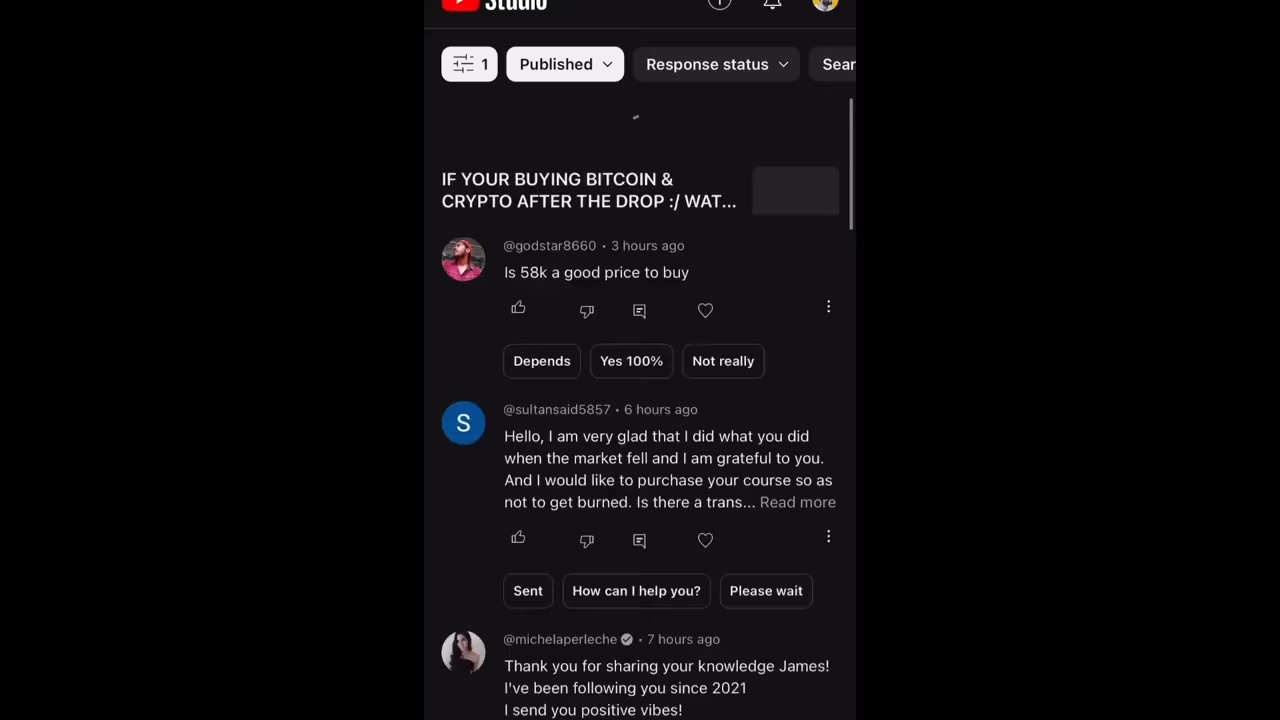 Studio
1 Published Response status Sear
IF YOUR BUYING BITCOIN &
CRYPTO AFTER THE DROP :/ WAT...
@godstar8660 • 3 hours ago
Is 58k a good price to buy
Depends Yes 100% Not really
S
@sultansaid5857 • 6 hours ago
Hello, I am very glad that I did what you did
when the market fell and I am grateful to you.
And I would like to purchase your course so as
not to get burned. Is there a trans... Read more
Sent How can I help you? Please wait
@michelaperleche • 7 hours ago
Thank you for sharing your knowledge James!
I've been following you since 2021
I send you positive vibes!